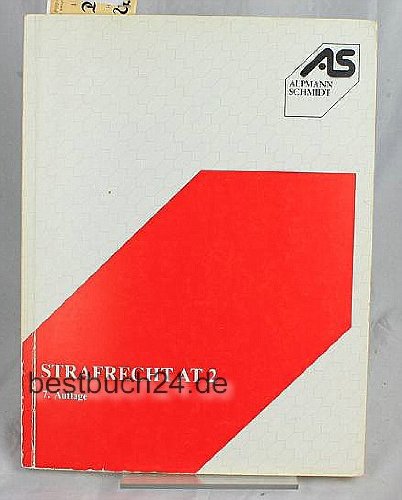 AS
ALPMANN
SCHMIDT
STRAFRECHT AT 2
bestbuch24.de
7. Auflage